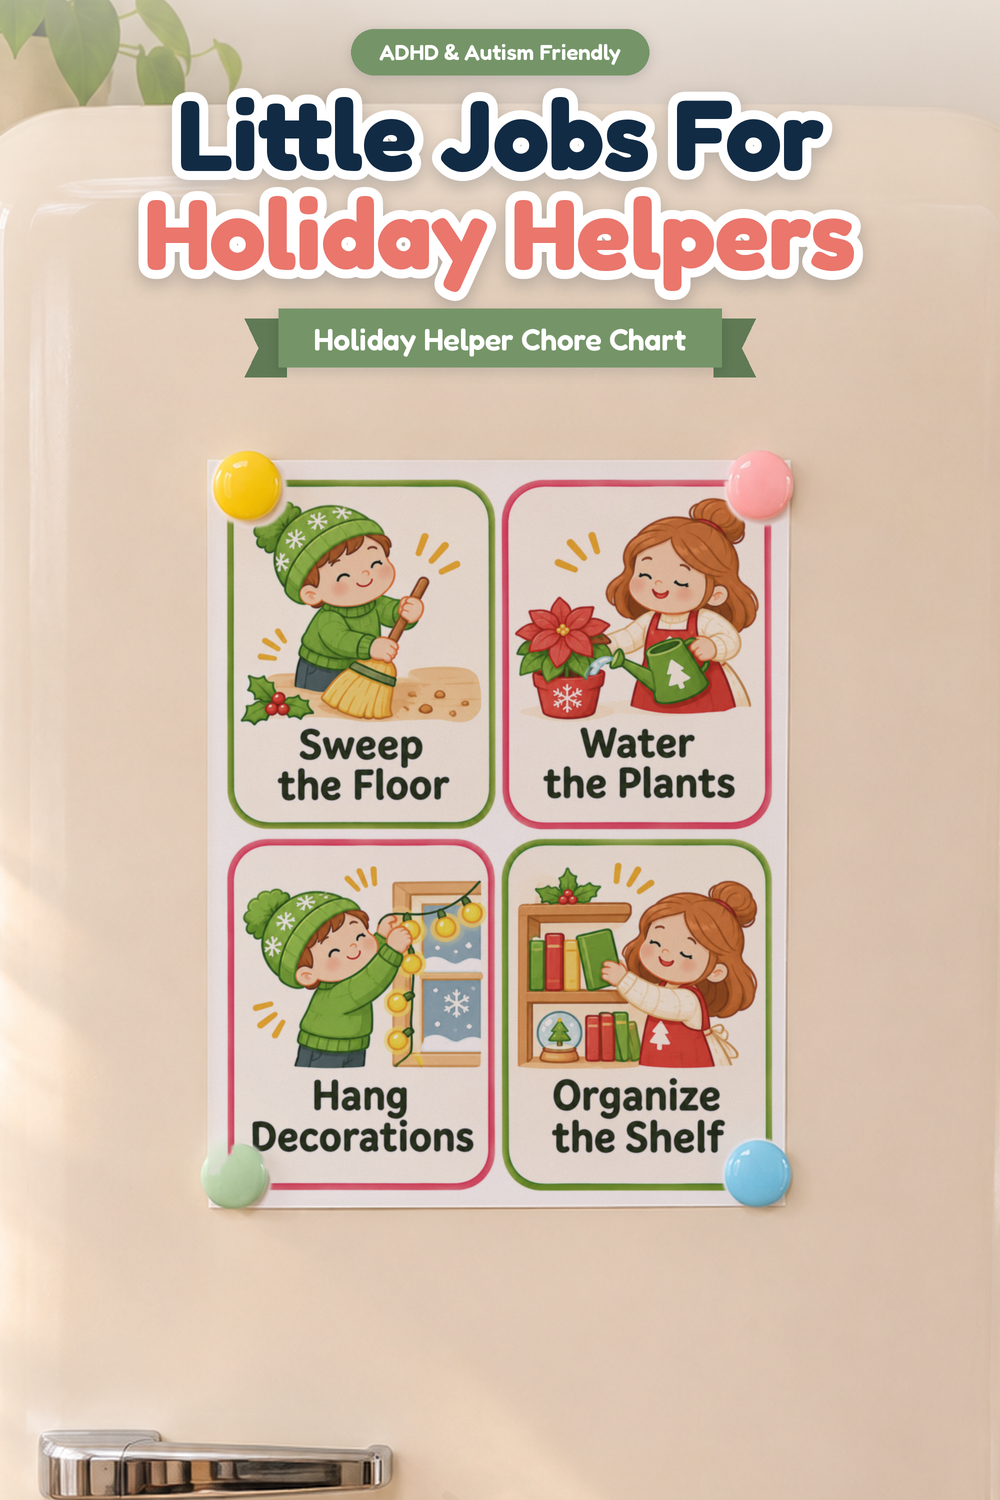 ADHD & Autism Friendly
Little Jobs For
Holiday Helpers
Holiday Helper Chore Chart
Sweep
the Floor
Water
the Plants
Hang
Decorations
Organize
the Shelf